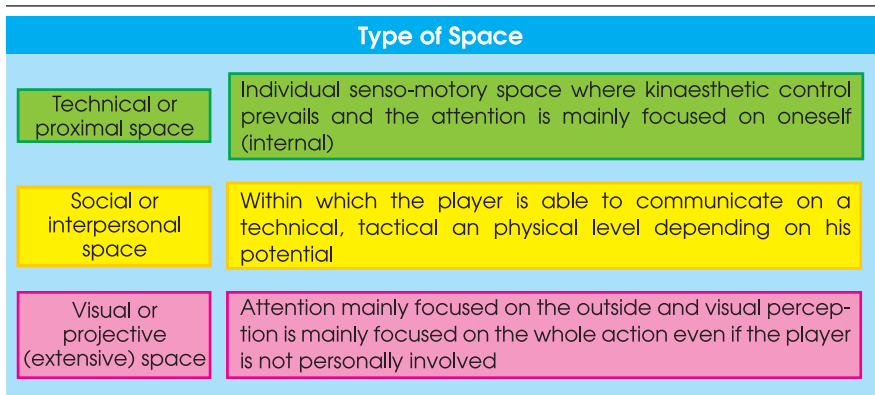 Type of Space
Technical or
proximal space
Individual senso-motory space where kinaesthetic control
prevails and the attention is mainly focused on oneself
(internal)
Social or
interpersonal
space
Within which the player is able to communicate on a
technical, tactical an physical level depending on his
potential
Visual or
projective
(extensive) space
Attention mainly focused on the outside and visual percep-
tion is mainly focused on the whole action even if the player
is not personally involved